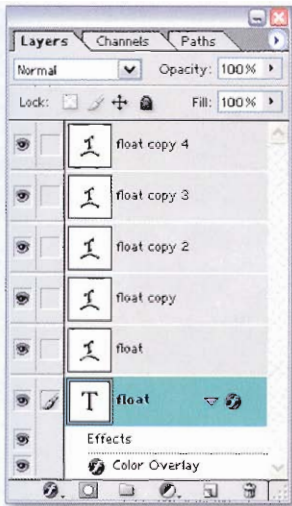 Layers Channels Paths
Normal Opacity: 100%
Lock: Fill: 100%
float copy 4
float copy 3
float copy 2
float copy
float
T float
Effects
Color Overlay